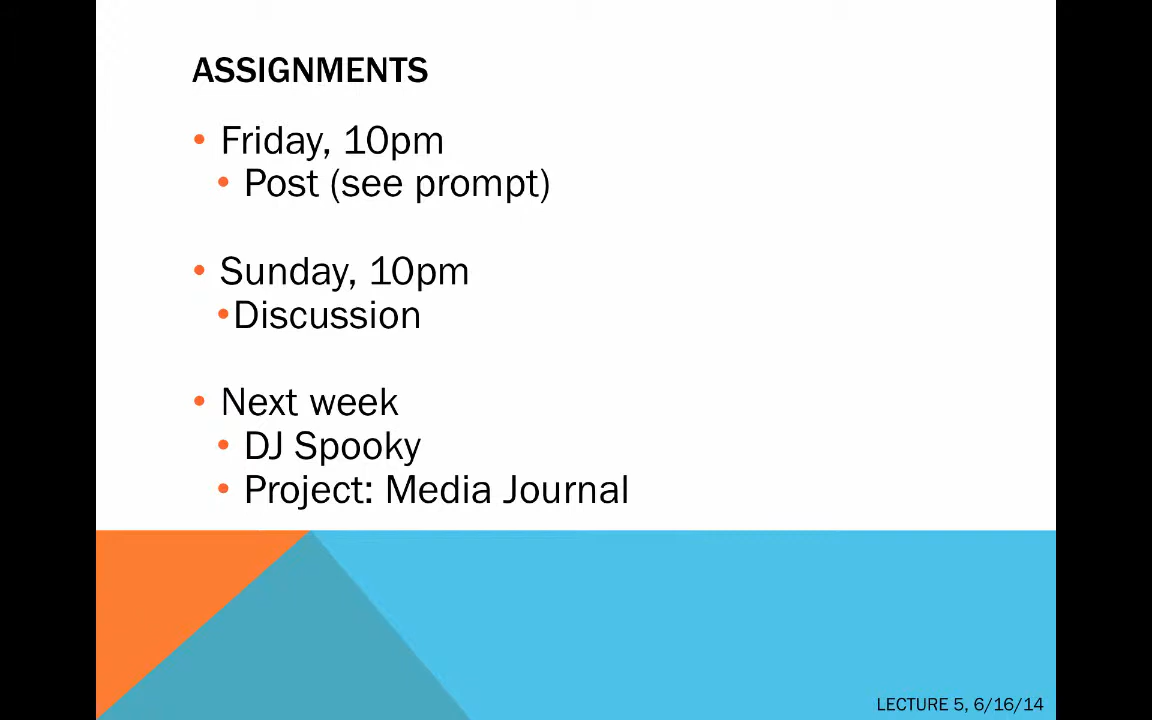 ASSIGNMENTS
• Friday, 10pm
• Post (see prompt)
• Sunday, 10pm
•Discussion
• Next week
• DJ Spooky
• Project: Media Journal
LECTURE 5, 6/16/14